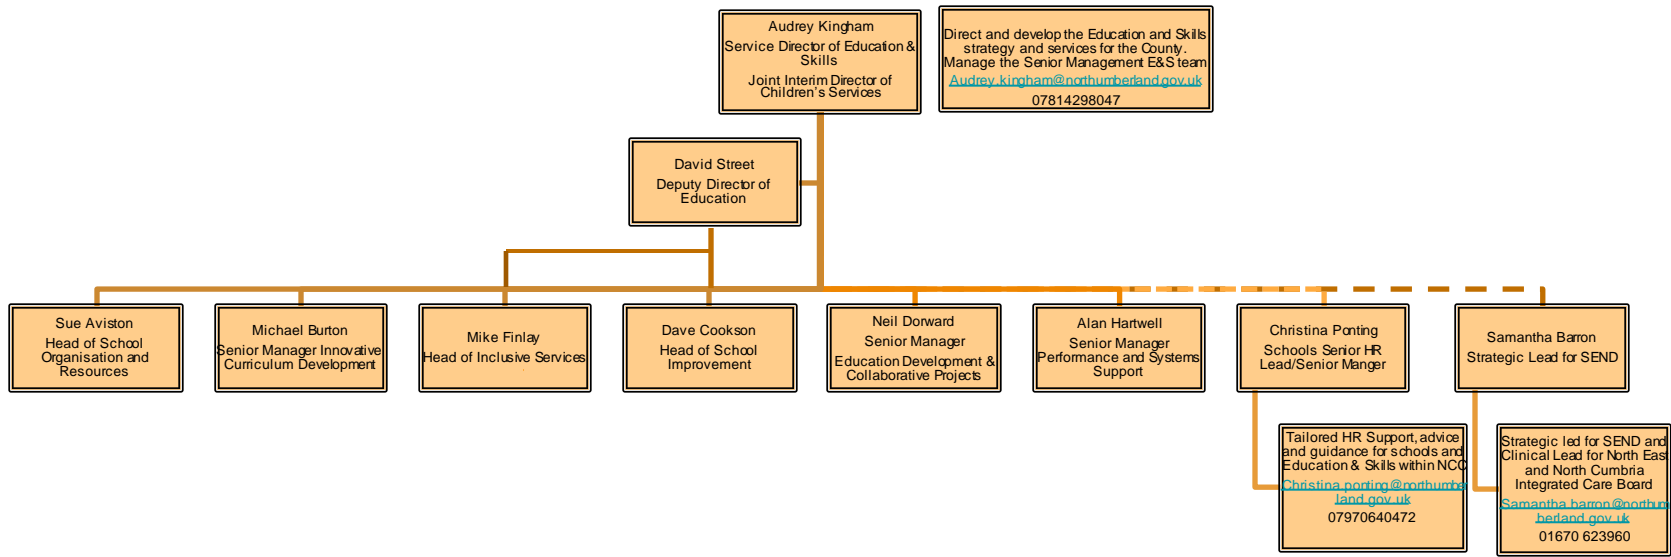 Audrey Kingham
Service Director of Education &
Skills
Joint Interim Director of
Children's Services
Direct and develop the Education and Skills
strategy and services for the County.
Manage the Senior Management E&S team
Audrey.kingham@northumberland.gov.uk
07814298047
David Street
Deputy Director of
Education
Sue Aviston
Head of School
Organisation and
Resources
Michael Burton
Senior Manager Innovative
Curriculum Development
Mike Finlay
Head of Inclusive Services
Dave Cookson
Head of School
Improvement
Neil Dorward
Senior Manager
Education Development &
Collaborative Projects
Alan Hartwell
Senior Manager
Performance and Systems
Support
Christina Ponting
Schools Senior HR
Lead/Senior Manger
Samantha Barron
Strategic Lead for SEND
Tailored HR Support, advice
and guidance for schools and
Education & Skills within NCC
Christina.ponting@northumber
land.gov.uk
07970640472
Strategic led for SEND and
Clinical Lead for North East
and North Cumbria
Integrated Care Board
Samantha.barron@northum
berland.gov.uk
01670 623960